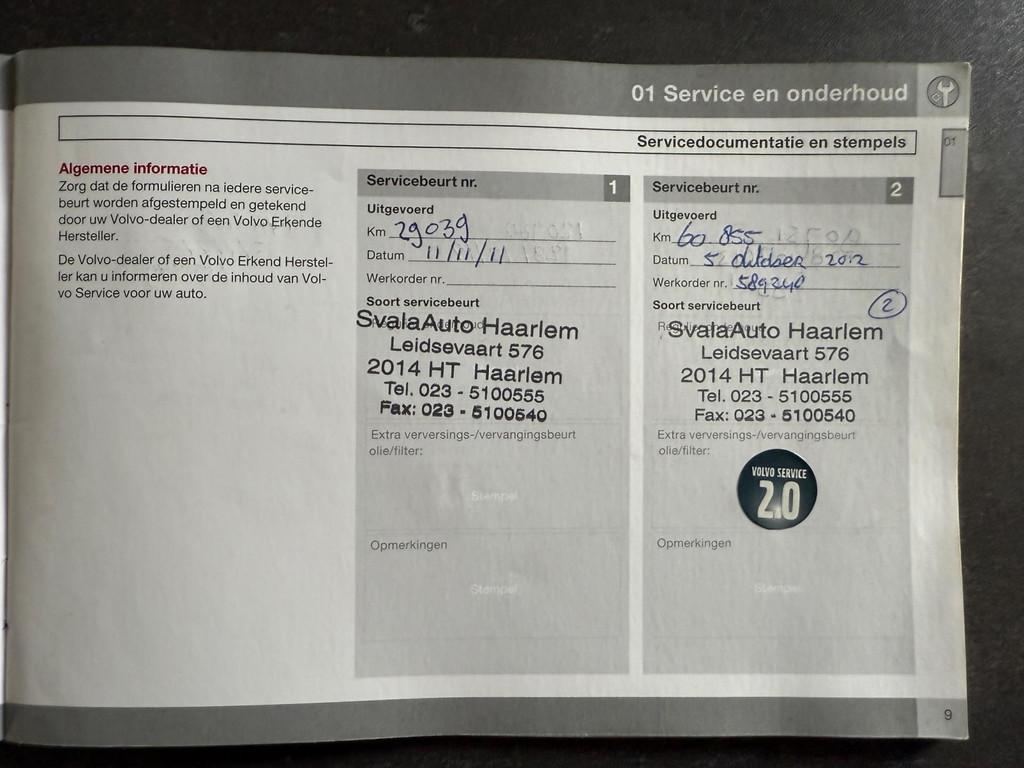 01 Service en onderhoud
01
Servicedocumentatie en stempels
Algemene informatie
Zorg dat de formulieren na iedere service-
beurt worden afgestempeld en getekend
door uw Volvo-dealer of een Volvo Erkende
Hersteller.
De Volvo-dealer of een Volvo Erkend Herstel-
ler kan u informeren over de inhoud van Vol-
vo Service voor uw auto.
Servicebeurt nr. 1
Uitgevoerd
Km 29039
Datum 11/11/11
Werkorder nr.
Soort servicebeurt
SvalaAuto Haarlem
Leidsevaart 576
2014 HT Haarlem
Tel. 023 - 5100555
Fax: 023 - 5100540
Extra verversings-/vervangingsbeurt
olie/filter:
Stempel
Opmerkingen
Stempel
Servicebeurt nr. 2
Uitgevoerd
Km 60 855
Datum 5 oktober 2012
Werkorder nr. 589240
Soort servicebeurt
2
SvalaAuto Haarlem
Leidsevaart 576
2014 HT Haarlem
Tel. 023 - 5100555
Fax: 023 - 5100540
Extra verversings-/vervangingsbeurt
olie/filter:
VOLVO SERVICE
2.0
Opmerkingen
Stempel
9